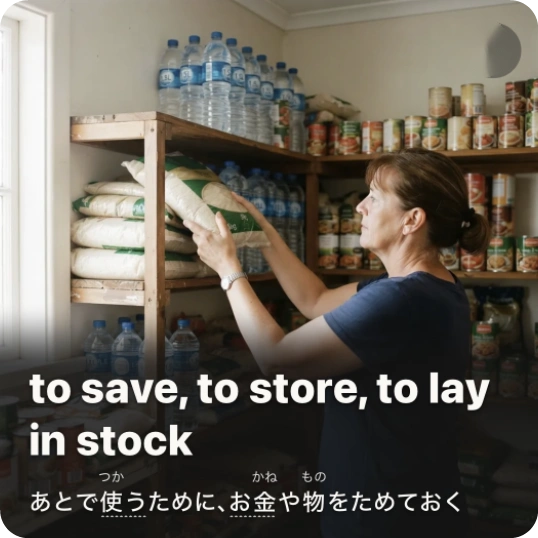 to save, to store, to lay
in stock
あとで使うために、お金や物をためておく
つか かね もの